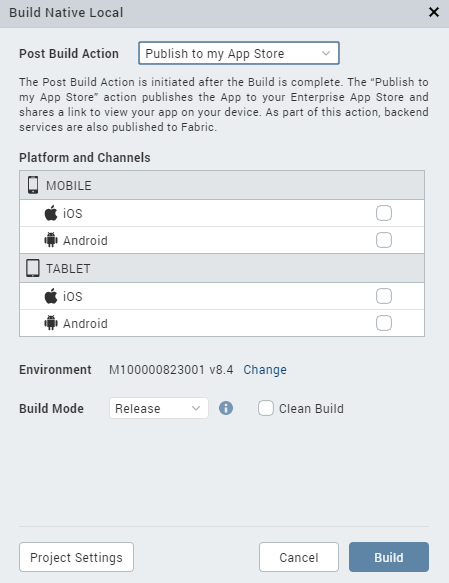 Build Native Local
Post Build Action Publish to my App Store
The Post Build Action is initiated after the Build is complete. The “Publish to
my App Store” action publishes the App to your Enterprise App Store and
shares a link to view your app on your device. As part of this action, backend
services are also published to Fabric.
Platform and Channels
MOBILE
iOS
Android
TABLET
iOS
Android
Environment M100000823001 v8.4 Change
Build Mode Release Clean Build
Project Settings Cancel Build